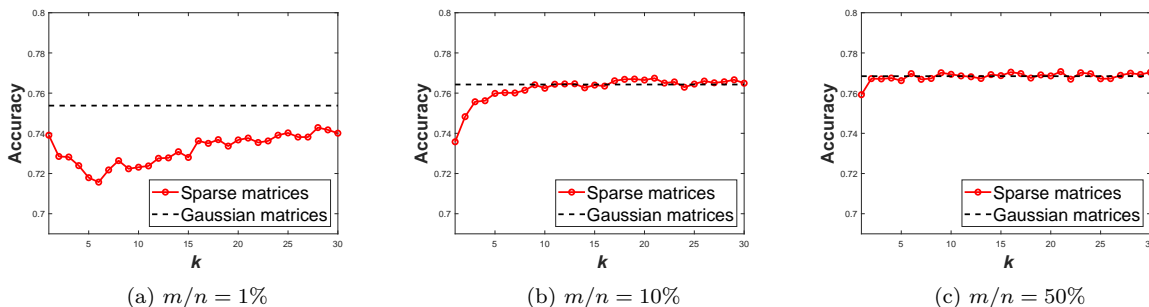 0.8
0.78
0.76
0.74
0.72
0.7
Accuracy
5 10 15 20 25 30
k
Sparse matrices
Gaussian matrices
(a) m/n = 1%
0.8
0.78
0.76
0.74
0.72
0.7
Accuracy
5 10 15 20 25 30
k
Sparse matrices
Gaussian matrices
(b) m/n = 10%
0.8
0.78
0.76
0.74
0.72
0.7
Accuracy
5 10 15 20 25 30
k
Sparse matrices
Gaussian matrices
(c) m/n = 50%